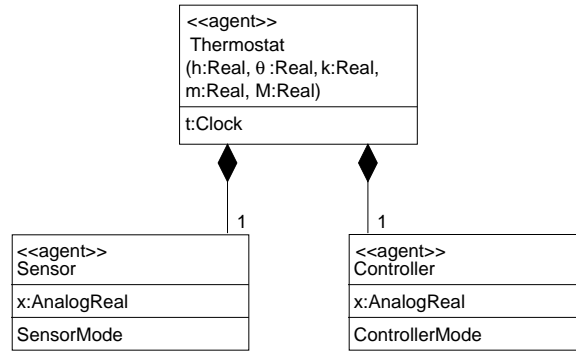 <<agent>>
Thermostat
(h:Real, θ :Real, k:Real,
m:Real, M:Real)
t:Clock
1
1
<<agent>>
Sensor
x:AnalogReal
SensorMode
<<agent>>
Controller
x:AnalogReal
ControllerMode